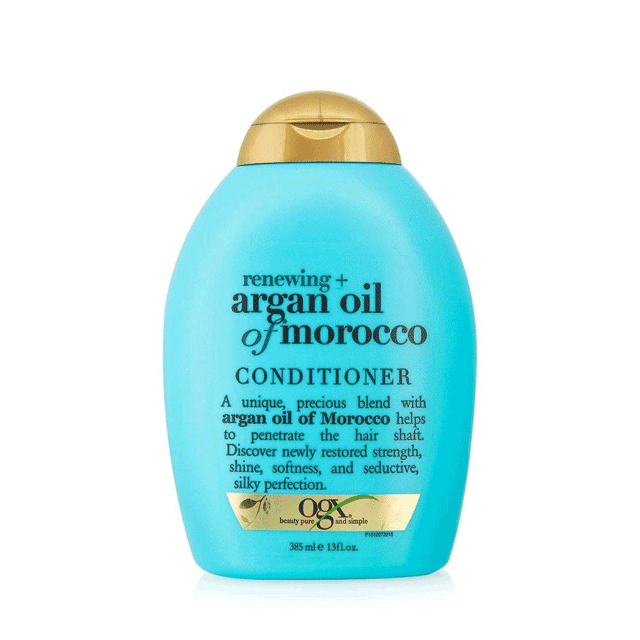 renewing +
argan oil
of morocco
CONDITIONER
A unique, precious blend with
argan oil of Morocco helps
to penetrate the hair shaft.
Discover newly restored strength,
shine, softness, and seductive,
silky perfection.
ogx
beauty pure and simple
385 ml e 13fl.oz.